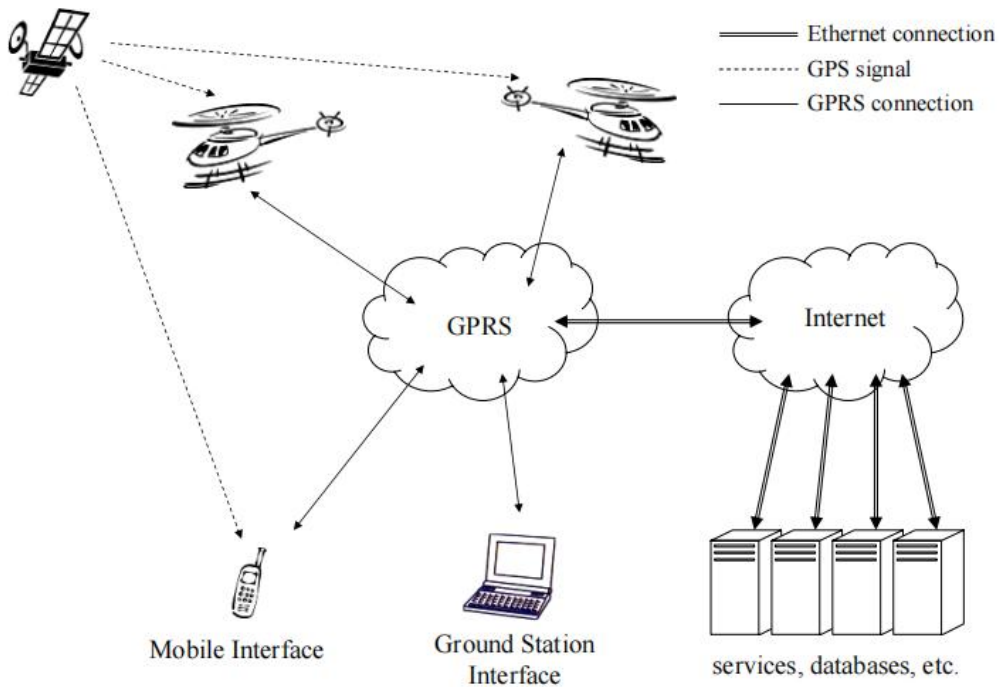 Ethernet connection
GPS signal
GPRS connection
GPRS
Internet
Mobile Interface
Ground Station
Interface
services, databases, etc.